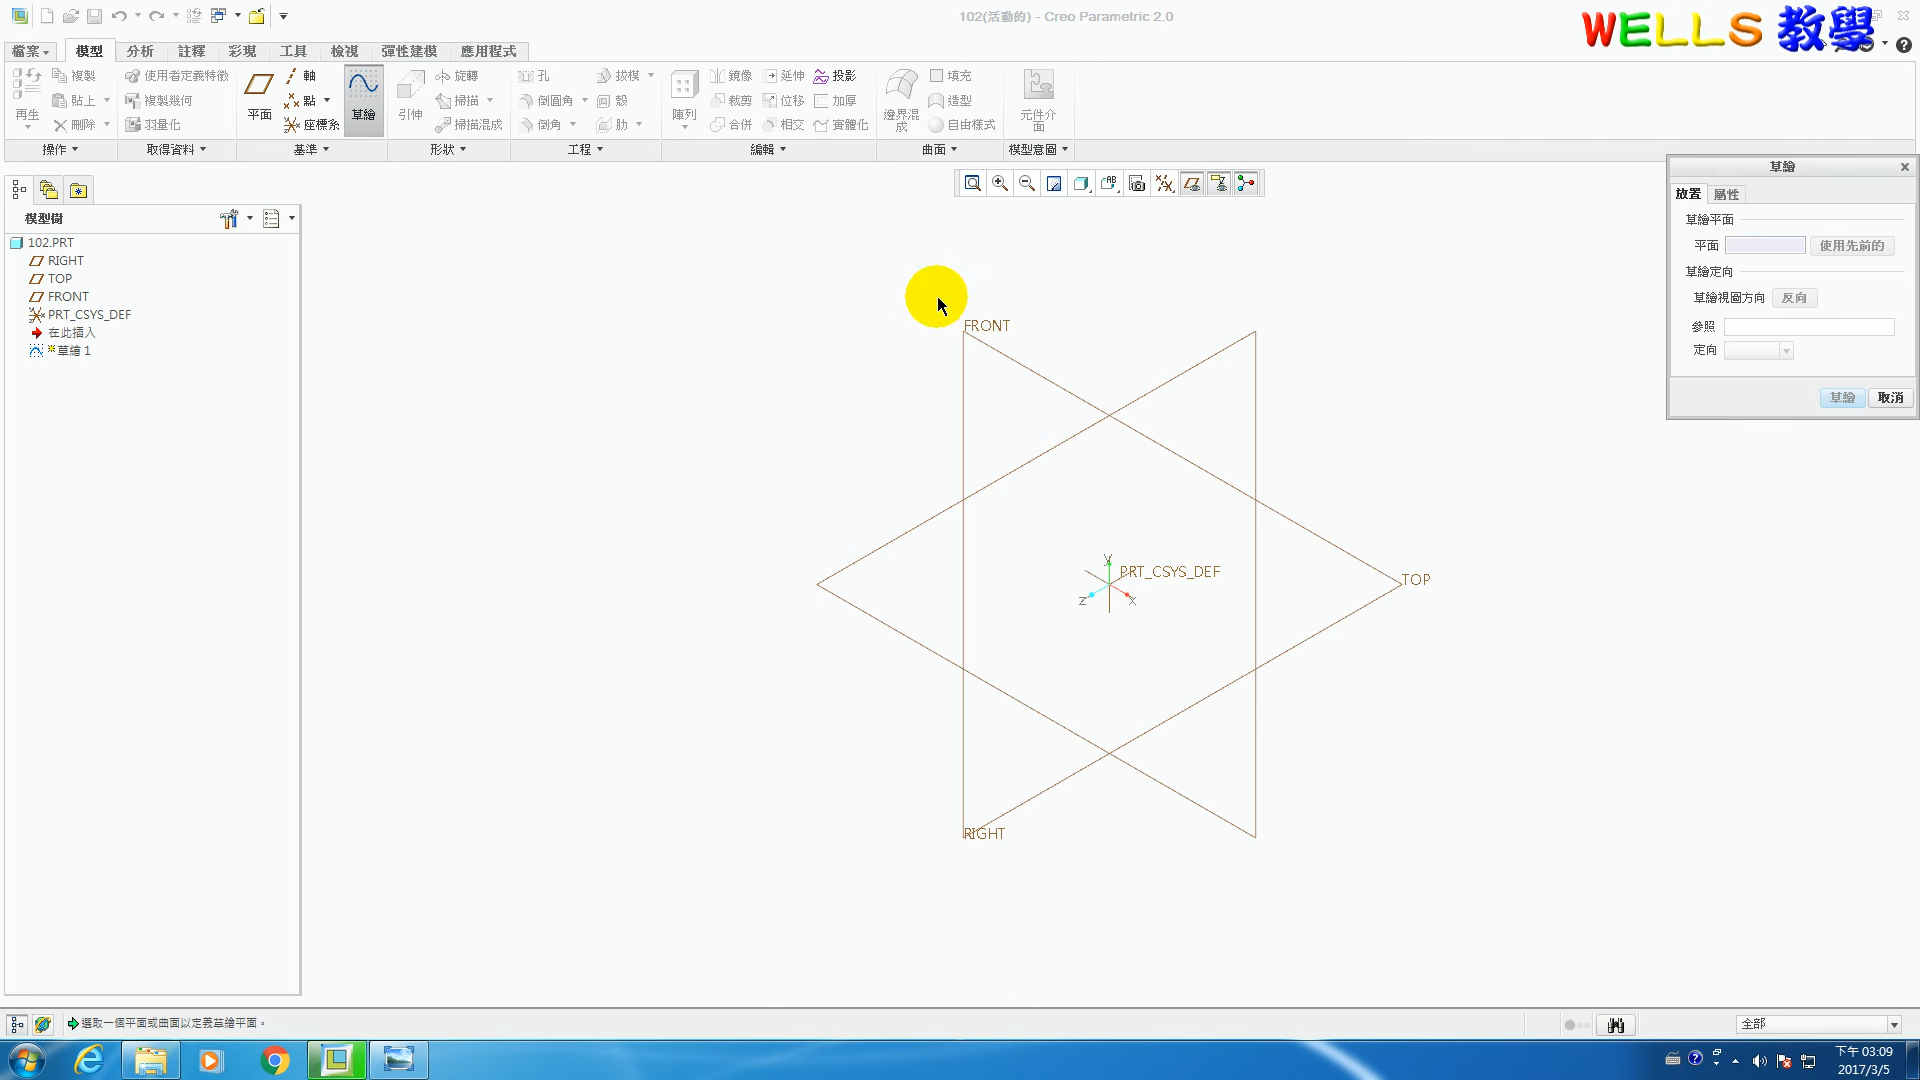 102(活動的) - Creo Parametric 2.0
WELLS 教學
檔案 模型 分析 註釋 彩現 工具 檢視 彈性建模 應用程式
再生
複製
貼上
刪除
使用者定義特徵
複製幾何
羽量化
平面
軸
點
座標系
草繪
引伸
旋轉
掃描
掃描混成
孔
倒圓角
倒角
拔模
殼
肋
陣列
鏡像
裁剪
合併
延伸
位移
相交
投影
加厚
實體化
邊界混成
填充
造型
自由樣式
元件介面
操作 取得資料 基準 形狀 工程 編輯 曲面 模型意圖
模型樹
102.PRT
RIGHT
TOP
FRONT
PRT_CSYS_DEF
在此插入
草繪 1
FRONT
TOP
RIGHT
PRT_CSYS_DEF
Y
Z
X
草繪
放置 屬性
草繪平面
平面 使用先前的
草繪定向
草繪視圖方向 反向
參照
定向
草繪 取消
選取一個平面或曲面以定義草繪平面。
全部
下午 03:09
2017/3/5